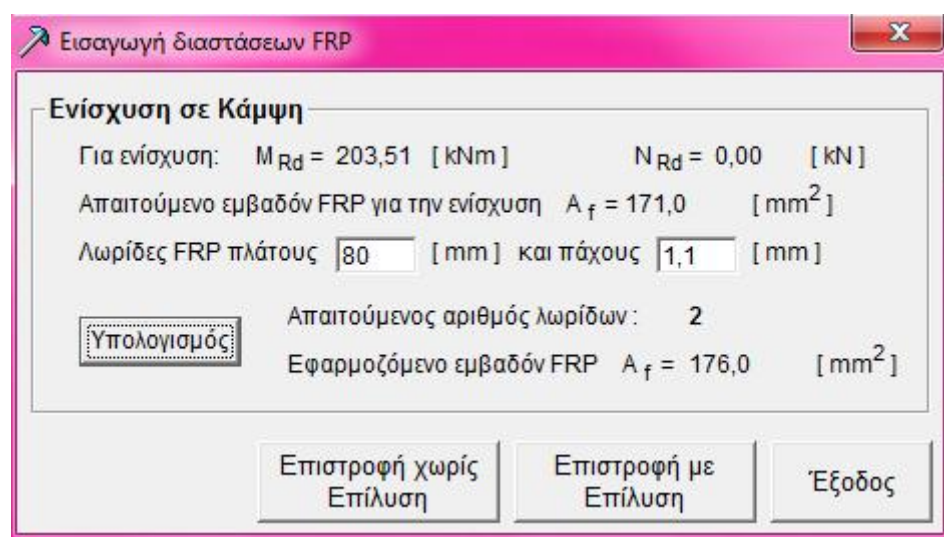 Εισαγωγή διαστάσεων FRP
Ενίσχυση σε Κάμψη
Για ενίσχυση: M Rd = 203,51 [ kNm ] N Rd = 0,00 [ kN ]
Απαιτούμενο εμβαδόν FRP για την ενίσχυση A f = 171,0 [ mm2 ]
Λωρίδες FRP πλάτους 80 [ mm ] και πάχους 1,1 [ mm ]
Υπολογισμός
Απαιτούμενος αριθμός λωρίδων : 2
Εφαρμοζόμενο εμβαδόν FRP A f = 176,0 [ mm2 ]
Επιστροφή χωρίς
Επίλυση
Επιστροφή με
Επίλυση
Έξοδος